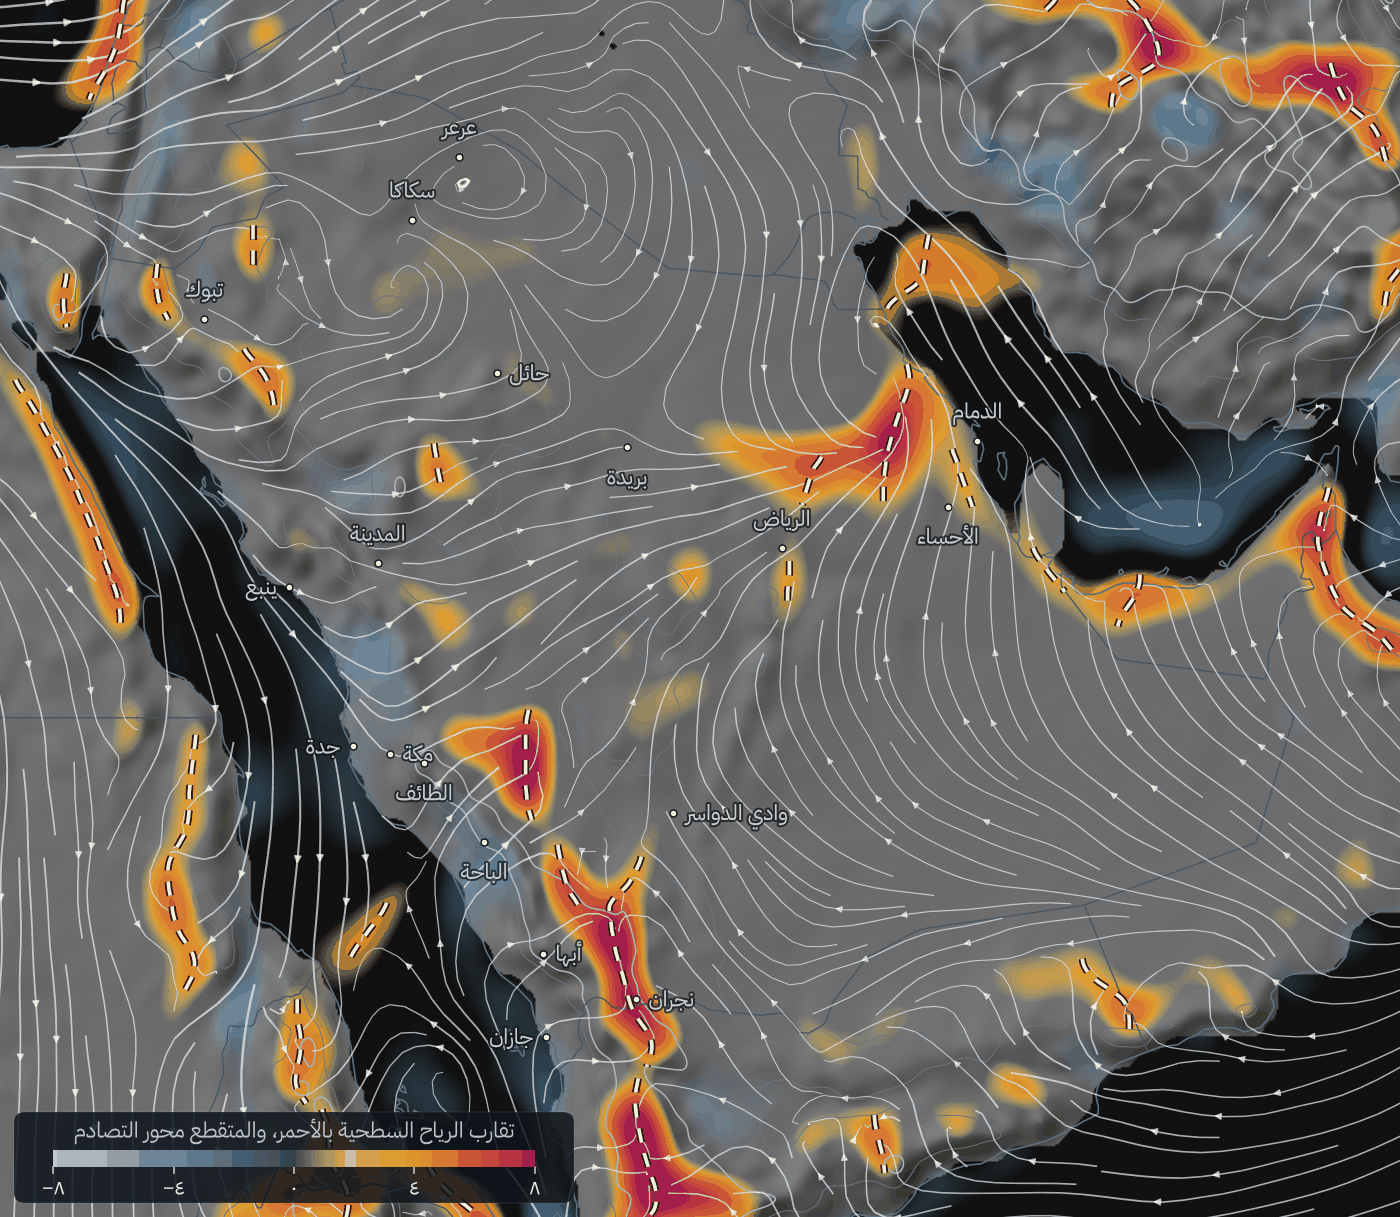 عرعر
سكاكا
تبوك
حائل
الدمام
بريدة
الرياض
الأحساء
المدينة
ينبع
جدة
مكة
الطائف
وادي الدواسر
الباحة
أبها
نجران
جازان
تقارب الرياح السطحية بالأحمر، والمتقطع محور التصادم
−٨ −٤ ٠ ٤ ٨